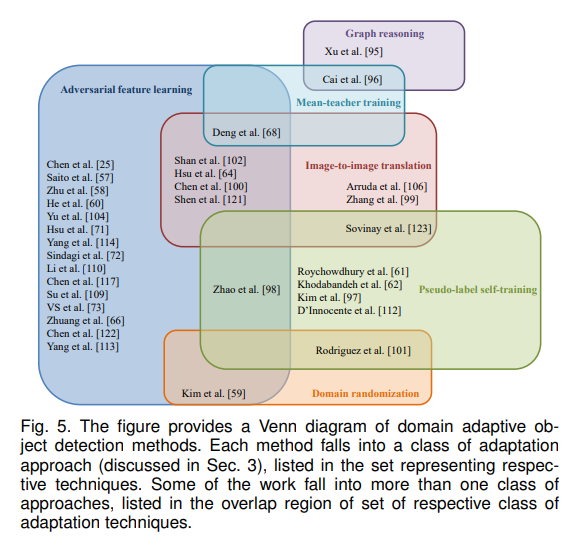 Graph reasoning
Xu et al. [95]
Adversarial feature learning
Cai et al. [96]
Mean-teacher training
Deng et al. [68]
Shan et al. [102]
Hsu et al. [64]
Chen et al. [100]
Shen et al. [121]
Image-to-image translation
Arruda et al. [106]
Zhang et al. [99]
Sovinay et al. [123]
Chen et al. [25]
Saito et al. [57]
Zhu et al. [58]
He et al. [60]
Yu et al. [104]
Hsu et al. [71]
Yang et al. [114]
Sindagi et al. [72]
Li et al. [110]
Chen et al. [117]
Su et al. [109]
VS et al. [73]
Zhuang et al. [66]
Chen et al. [122]
Yang et al. [113]
Zhao et al. [98]
Roychowdhury et al. [61]
Khodabandeh et al. [62]
Kim et al. [97]
D'Innocente et al. [112]
Pseudo-label self-training
Rodriguez et al. [101]
Kim et al. [59]
Domain randomization
Fig. 5. The figure provides a Venn diagram of domain adaptive ob-
ject detection methods. Each method falls into a class of adaptation
approach (discussed in Sec. 3), listed in the set representing respec-
tive techniques. Some of the work fall into more than one class of
approaches, listed in the overlap region of set of respective class of
adaptation techniques.